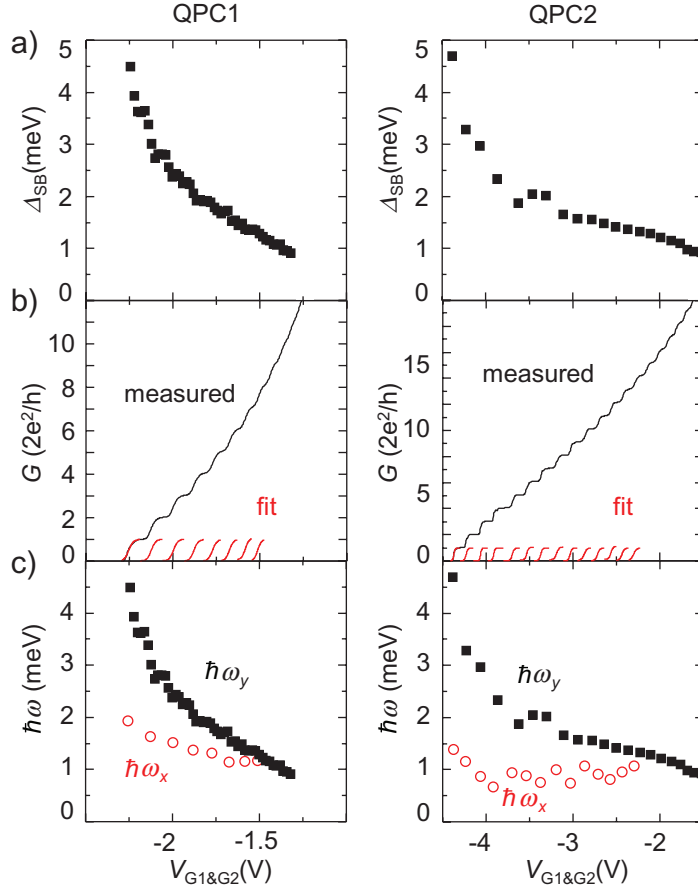 QPC1
QPC2
a)
5
4
3
2
1
0
Δ_SB(meV)
5
4
3
2
1
0
Δ_SB(meV)
b)
10
8
6
4
2
0
G (2e²/h)
measured
fit
15
10
5
0
G (2e²/h)
measured
fit
c)
4
3
2
1
0
ħω (meV)
ħω_y
ħω_x
-2
-1.5
V_G1&G2(V)
4
3
2
1
0
ħω (meV)
ħω_y
ħω_x
-4
-3
-2
V_G1&G2(V)